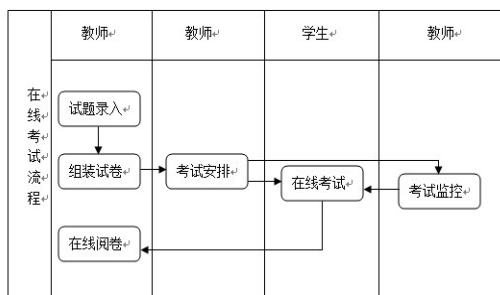 教师 教师 学生 教师
在线考试流程
试题录入
组装试卷 考试安排 在线考试 考试监控
在线阅卷